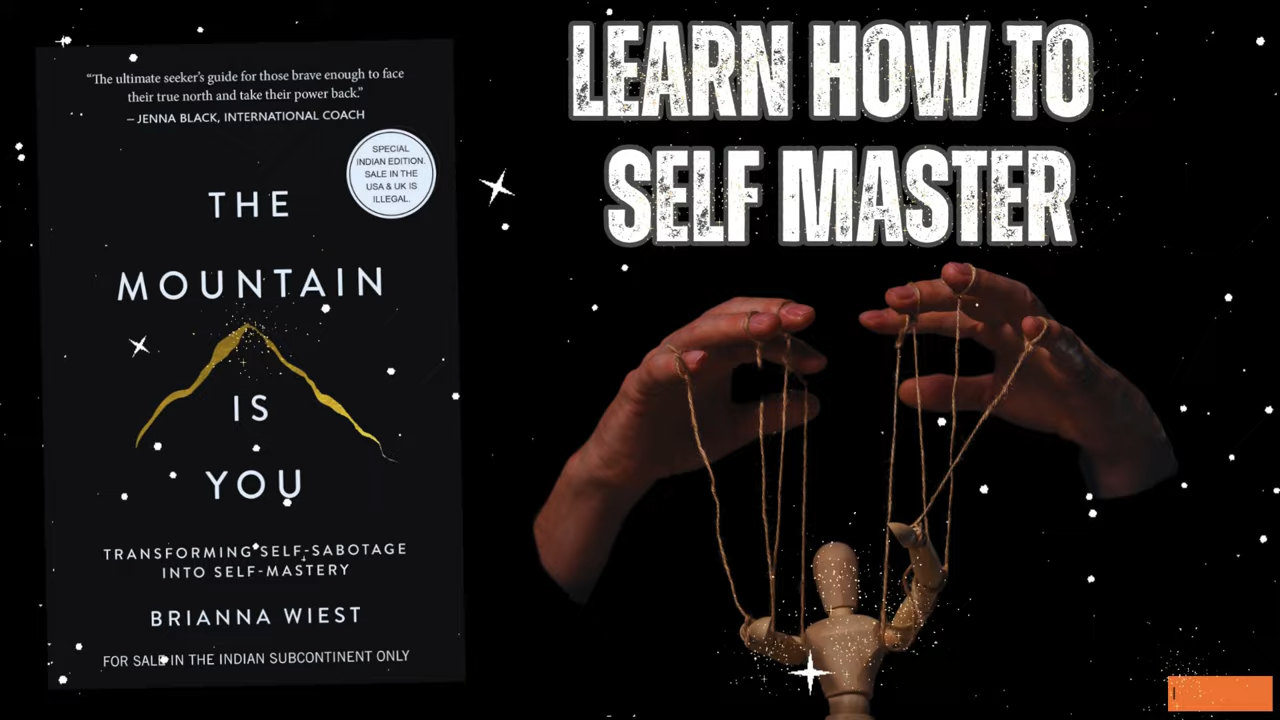 “The ultimate seeker’s guide for those brave enough to face
their true north and take their power back.”
– JENNA BLACK, INTERNATIONAL COACH
SPECIAL
INDIAN EDITION.
SALE IN THE
USA & UK IS
ILLEGAL.
THE
MOUNTAIN
IS
YOU
TRANSFORMING SELF-SABOTAGE
INTO SELF-MASTERY
BRIANNA WIEST
FOR SALE IN THE INDIAN SUBCONTINENT ONLY
LEARN HOW TO
SELF MASTER